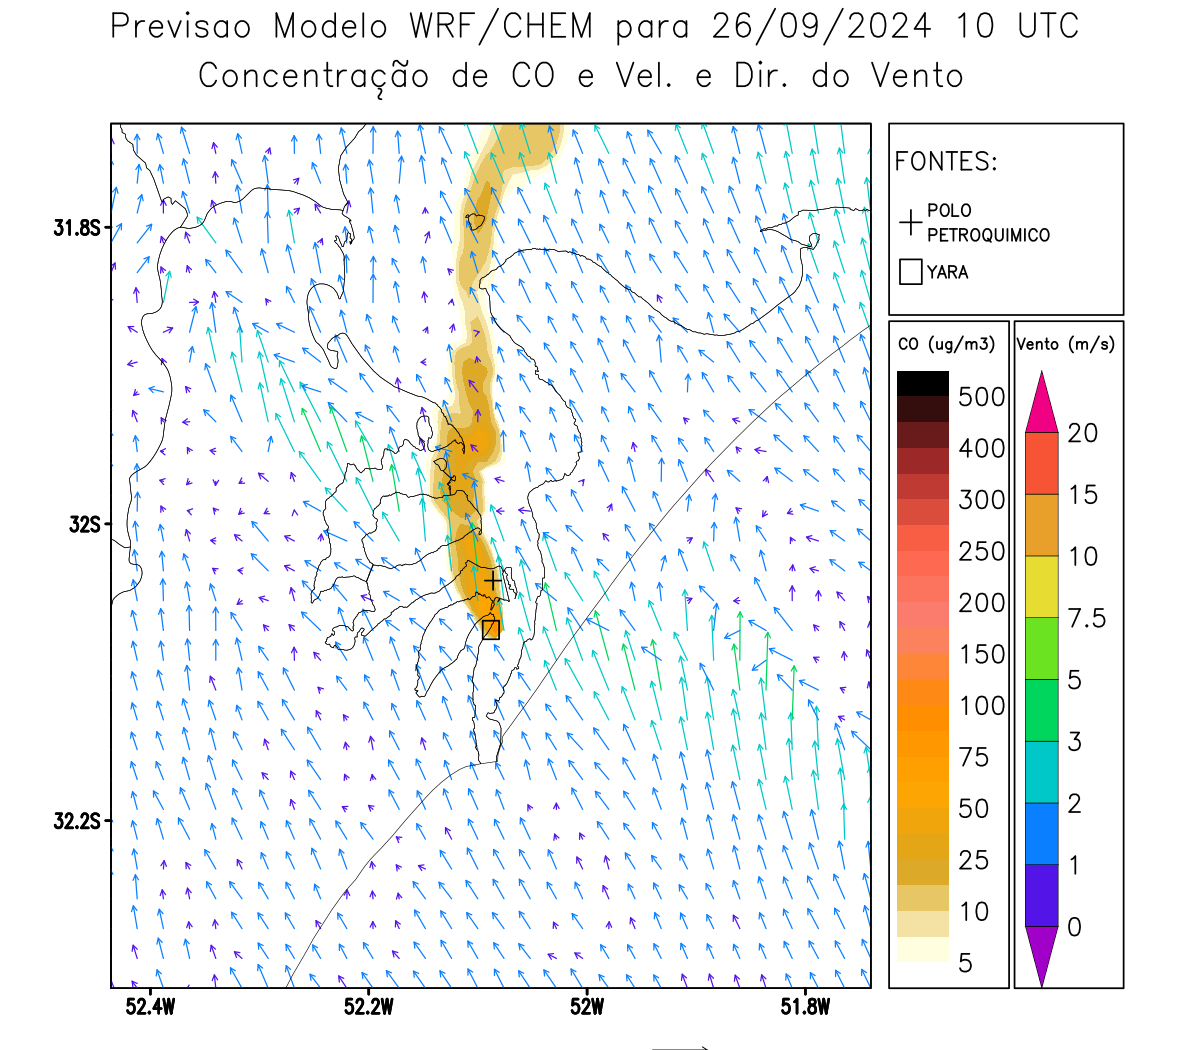 Previsao Modelo WRF/CHEM para 26/09/2024 10 UTC
Concentração de CO e Vel. e Dir. do Vento
FONTES:
POLO
PETROQUIMICO
YARA
31.8S
32S
32.2S
52.4W
52.2W
52W
51.8W
CO (ug/m3)
500
400
300
250
200
150
100
75
50
25
10
5
Vento (m/s)
20
15
10
7.5
5
3
2
1
0